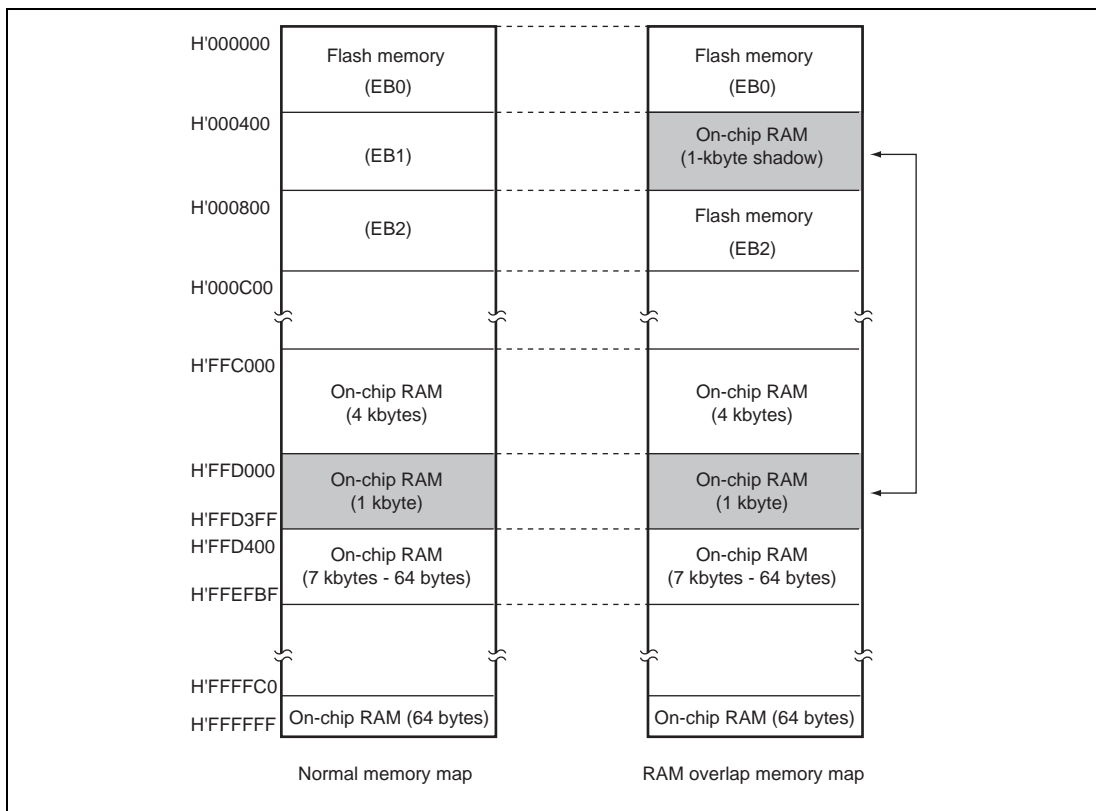 H'000000
Flash memory
(EB0)
Flash memory
(EB0)
H'000400
(EB1)
On-chip RAM
(1-kbyte shadow)
H'000800
(EB2)
Flash memory
(EB2)
H'000C00
H'FFC000
On-chip RAM
(4 kbytes)
On-chip RAM
(4 kbytes)
H'FFD000
On-chip RAM
(1 kbyte)
On-chip RAM
(1 kbyte)
H'FFD3FF
H'FFD400
On-chip RAM
(7 kbytes - 64 bytes)
On-chip RAM
(7 kbytes - 64 bytes)
H'FFEFBF
H'FFFFC0
On-chip RAM (64 bytes)
On-chip RAM (64 bytes)
H'FFFFFF
Normal memory map
RAM overlap memory map